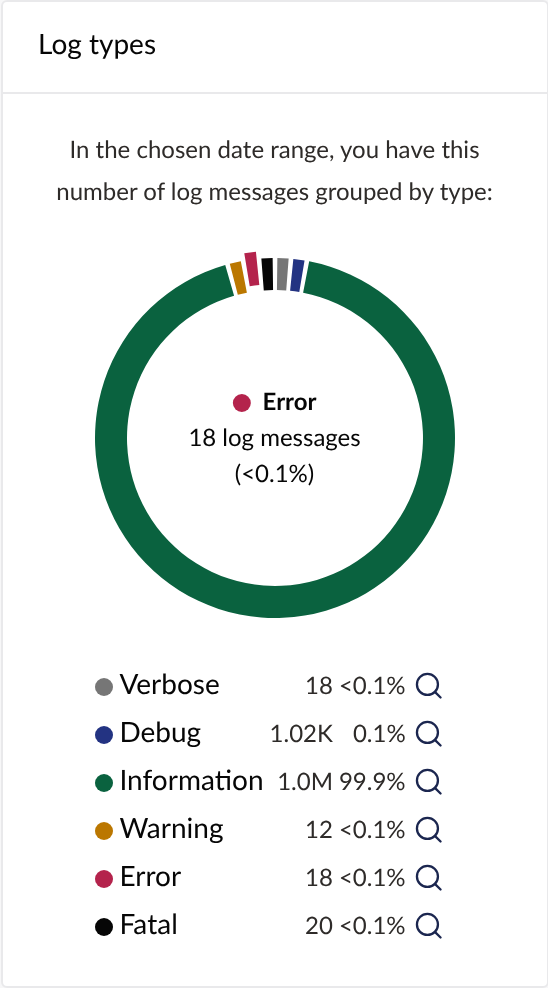 Log types
In the chosen date range, you have this
number of log messages grouped by type:
Error
18 log messages
(<0.1%)
Verbose 18 <0.1%
Debug 1.02K 0.1%
Information 1.0M 99.9%
Warning 12 <0.1%
Error 18 <0.1%
Fatal 20 <0.1%